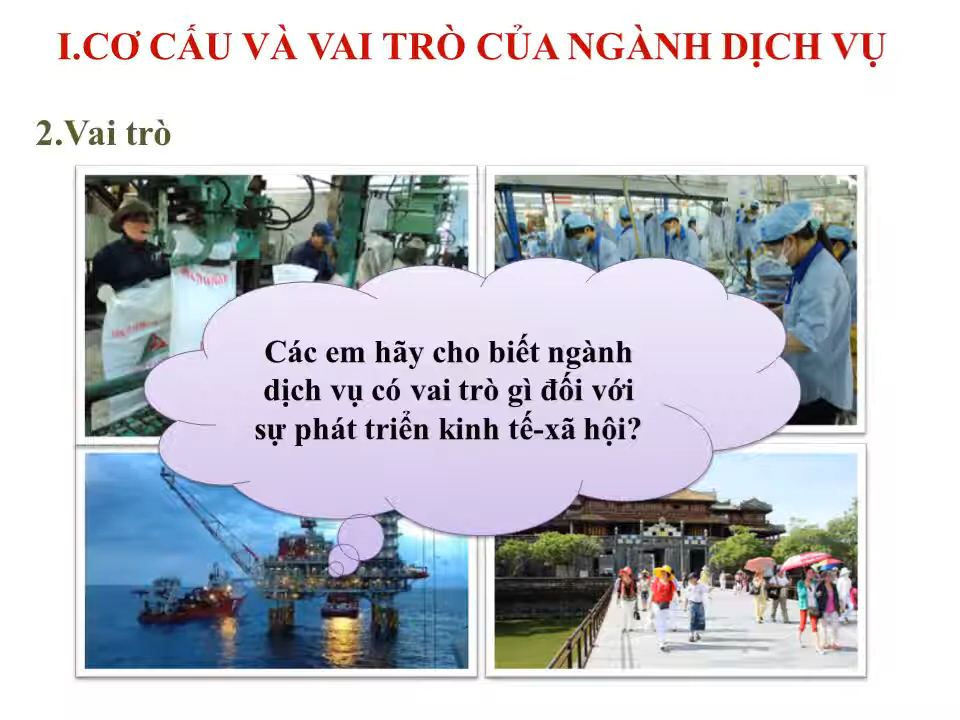 I.CƠ CẤU VÀ VAI TRÒ CỦA NGÀNH DỊCH VỤ
2.Vai trò
Các em hãy cho biết ngành
dịch vụ có vai trò gì đối với
sự phát triển kinh tế-xã hội?